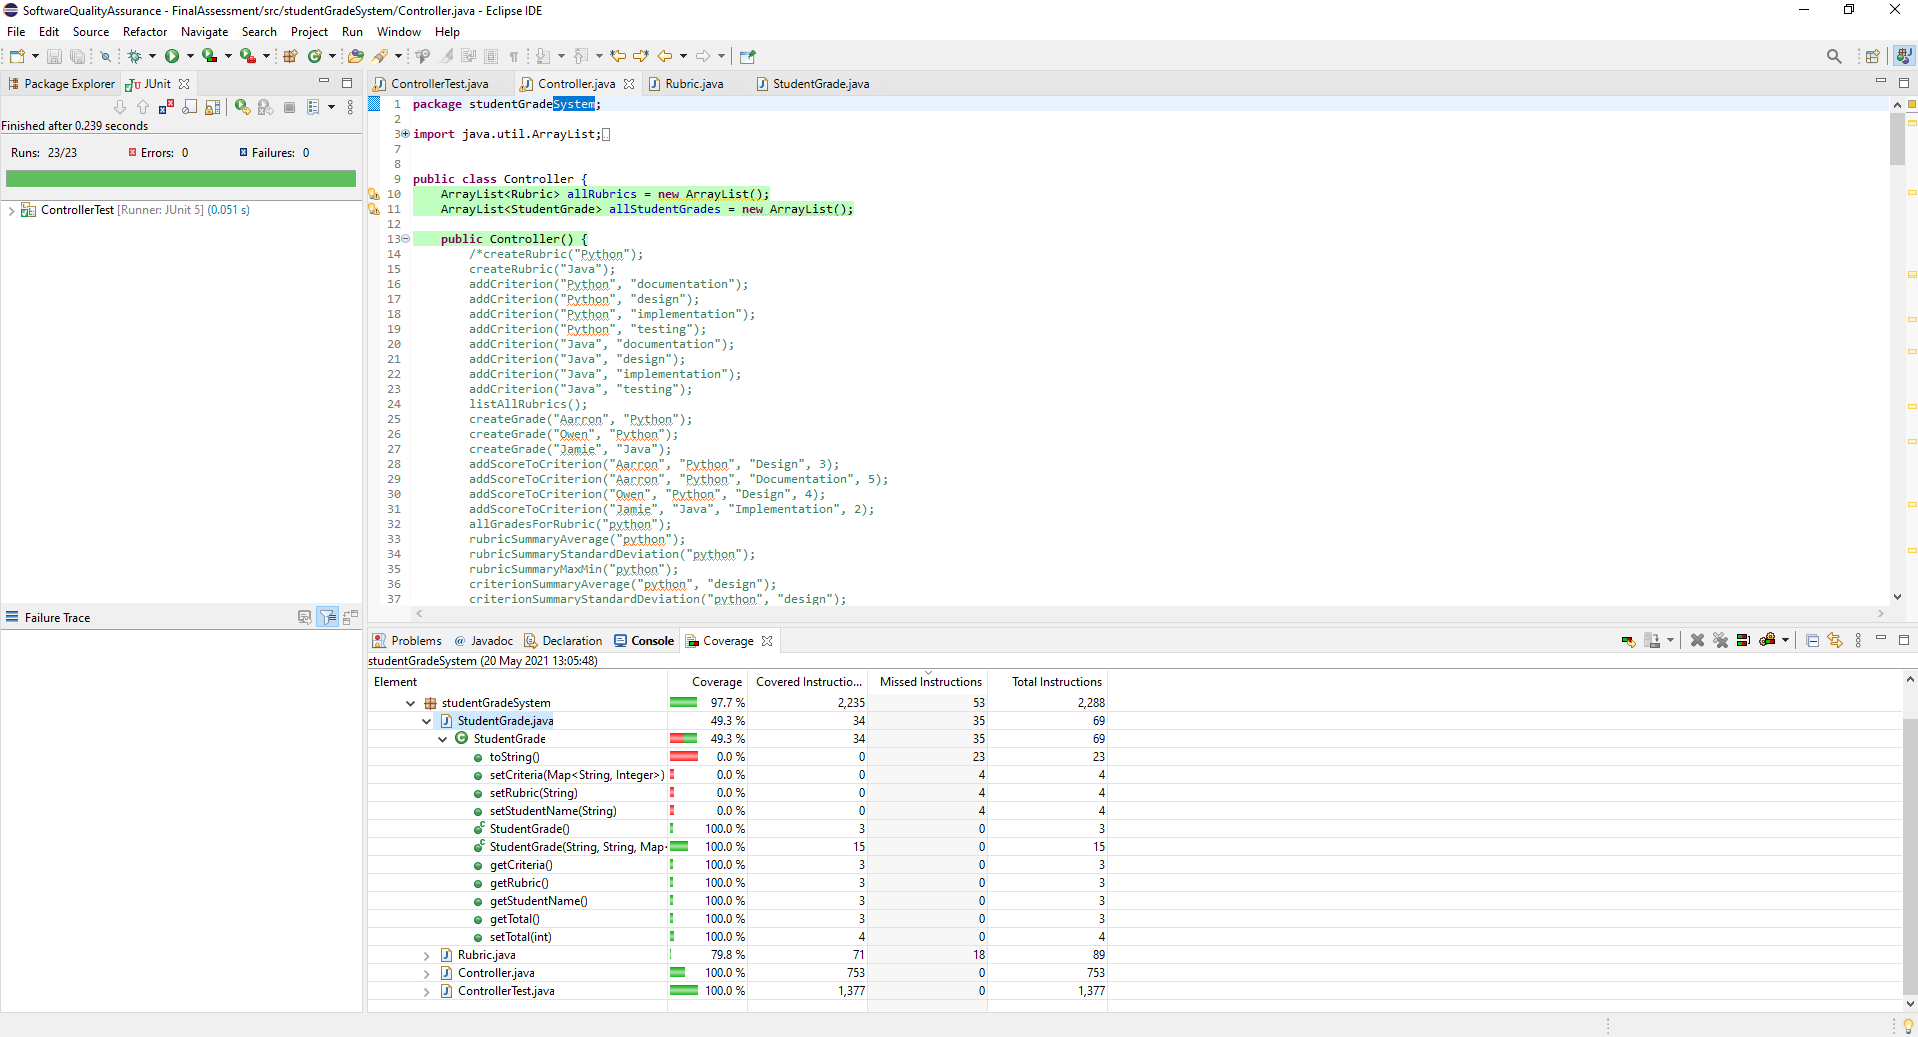 SoftwareQualityAssurance - FinalAssessment/src/studentGradeSystem/Controller.java - Eclipse IDE
File Edit Source Refactor Navigate Search Project Run Window Help
Package Explorer JUnit
Finished after 0.239 seconds
Runs: 23/23 Errors: 0 Failures: 0
ControllerTest [Runner: JUnit 5] (0.051 s)
Failure Trace
ControllerTest.java Controller.java Rubric.java StudentGrade.java
1 package studentGradeSystem;
2
3 import java.util.ArrayList;
7
8
9 public class Controller {
10 ArrayList<Rubric> allRubrics = new ArrayList();
11 ArrayList<StudentGrade> allStudentGrades = new ArrayList();
12
13 public Controller() {
14 /*createRubric("Python");
15 createRubric("Java");
16 addCriterion("Python", "documentation");
17 addCriterion("Python", "design");
18 addCriterion("Python", "implementation");
19 addCriterion("Python", "testing");
20 addCriterion("Java", "documentation");
21 addCriterion("Java", "design");
22 addCriterion("Java", "implementation");
23 addCriterion("Java", "testing");
24 listAllRubrics();
25 createGrade("Aarron", "Python");
26 createGrade("Owen", "Python");
27 createGrade("Jamie", "Java");
28 addScoreToCriterion("Aarron", "Python", "Design", 3);
29 addScoreToCriterion("Aarron", "Python", "Documentation", 5);
30 addScoreToCriterion("Owen", "Python", "Design", 4);
31 addScoreToCriterion("Jamie", "Java", "Implementation", 2);
32 allGradesForRubric("python");
33 rubricSummaryAverage("python");
34 rubricSummaryStandardDeviation("python");
35 rubricSummaryMaxMin("python");
36 criterionSummaryAverage("python", "design");
37 criterionSummaryStandardDeviation("python", "design");
Problems Javadoc Declaration Console Coverage
studentGradeSystem (20 May 2021 13:05:48)
Element Coverage Covered Instructio... Missed Instructions Total Instructions
studentGradeSystem 97.7 % 2,235 53 2,288
StudentGrade.java 49.3 % 34 35 69
StudentGrade 49.3 % 34 35 69
toString() 0.0 % 0 23 23
setCriteria(Map<String, Integer>) 0.0 % 0 4 4
setRubric(String) 0.0 % 0 4 4
setStudentName(String) 0.0 % 0 4 4
StudentGrade() 100.0 % 3 0 3
StudentGrade(String, String, Map< 100.0 % 15 0 15
getCriteria() 100.0 % 3 0 3
getRubric() 100.0 % 3 0 3
getStudentName() 100.0 % 3 0 3
getTotal() 100.0 % 3 0 3
setTotal(int) 100.0 % 4 0 4
Rubric.java 79.8 % 71 18 89
Controller.java 100.0 % 753 0 753
ControllerTest.java 100.0 % 1,377 0 1,377